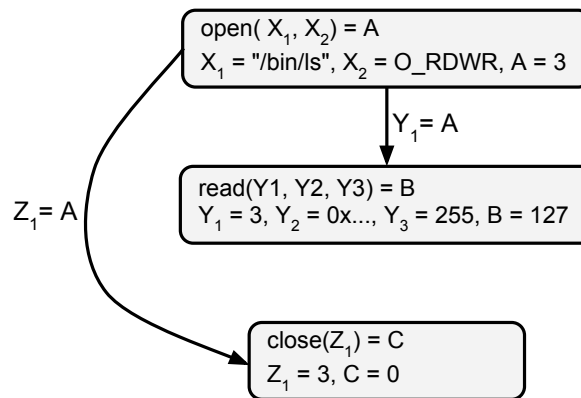 open( X₁, X₂) = A
X₁ = "/bin/ls", X₂ = O_RDWR, A = 3
Y₁= A
read(Y1, Y2, Y3) = B
Y₁ = 3, Y₂ = 0x..., Y₃ = 255, B = 127
Z₁= A
close(Z₁) = C
Z₁ = 3, C = 0